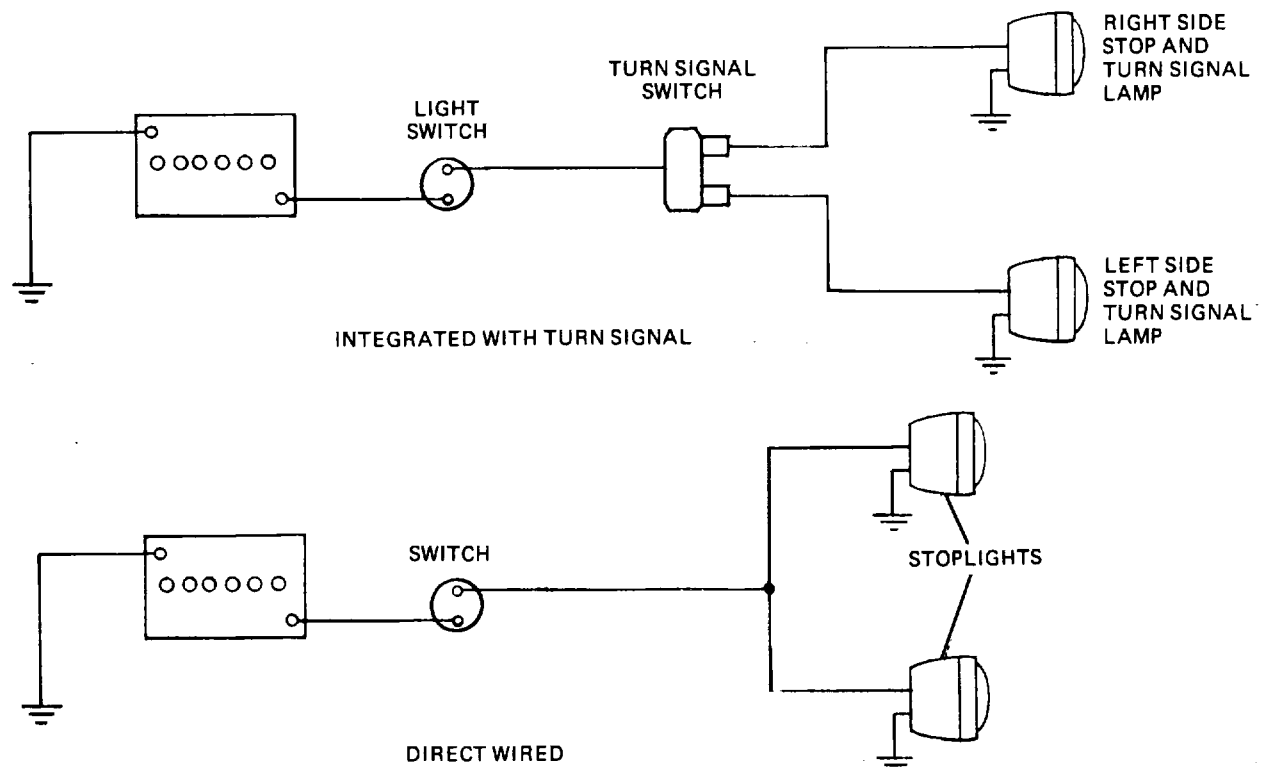 RIGHT SIDE
STOP AND
TURN SIGNAL
LAMP
TURN SIGNAL
SWITCH
LIGHT
SWITCH
LEFT SIDE
STOP AND
TURN SIGNAL
LAMP
INTEGRATED WITH TURN SIGNAL
SWITCH
STOPLIGHTS
DIRECT WIRED